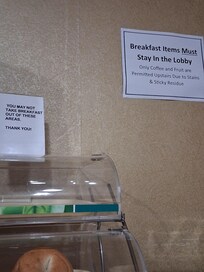 Breakfast Items Must
Stay In the Lobby
Only Coffee and Fruit are
Permitted Upstairs Due to Stains
& Sticky Residue
YOU MAY NOT
TAKE BREAKFAST
OUT OF THESE
AREAS.
THANK YOU!